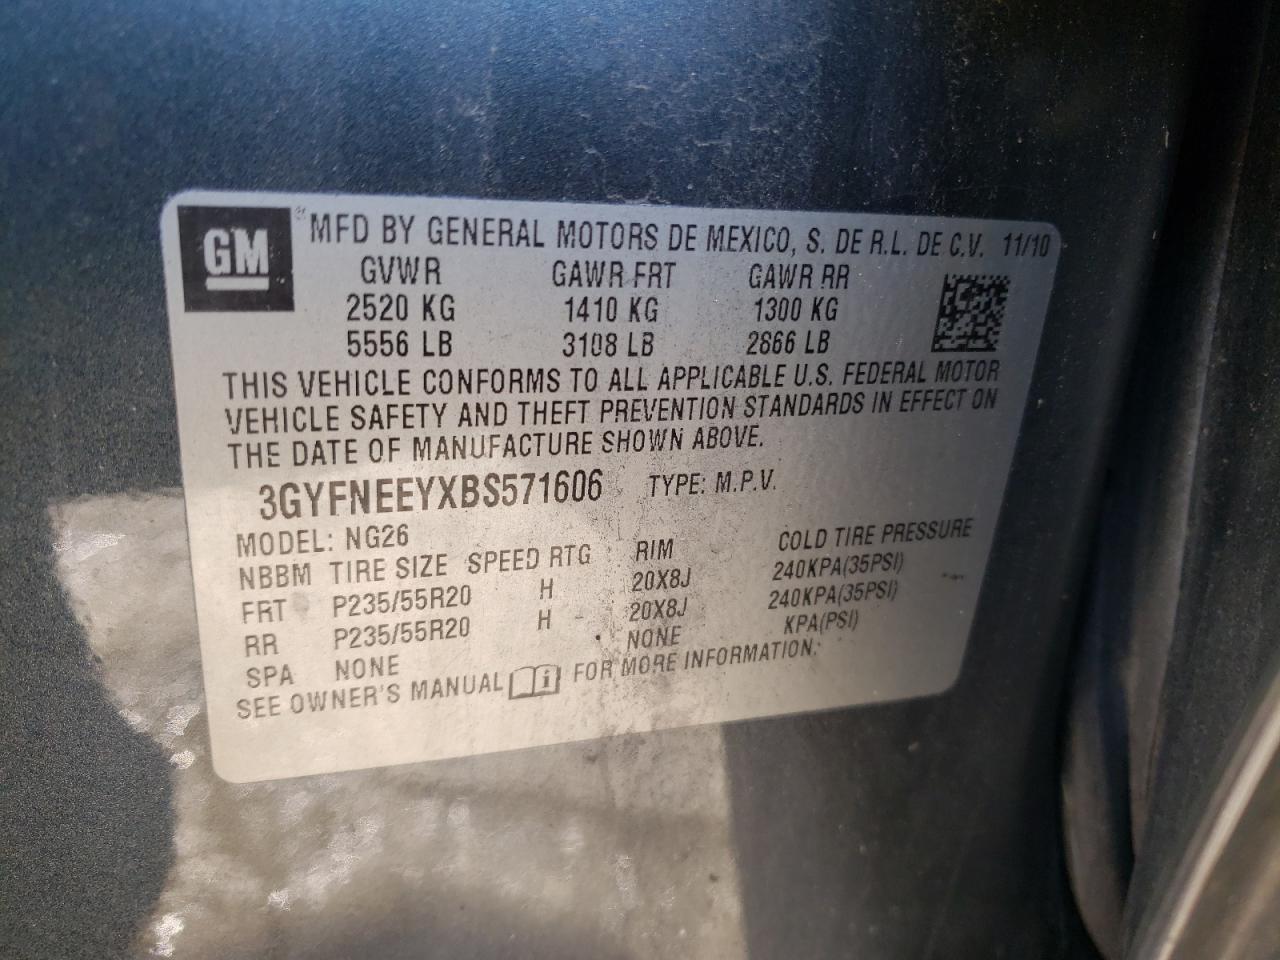 GM
® MFD BY GENERAL MOTORS DE MEXICO, S. DE R.L. DE C.V. 11/10
GVWR GAWR FRT GAWR RR
2520 KG 1410 KG 1300 KG
5556 LB 3108 LB 2866 LB
THIS VEHICLE CONFORMS TO ALL APPLICABLE U.S. FEDERAL MOTOR
VEHICLE SAFETY AND THEFT PREVENTION STANDARDS IN EFFECT ON
THE DATE OF MANUFACTURE SHOWN ABOVE.
3GYFNEEYXBS571606 TYPE: M.P.V.
MODEL: NG26
NBBM TIRE SIZE SPEED RTG RIM COLD TIRE PRESSURE
FRT P235/55R20 H 20X8J 240KPA(35PSI)
RR P235/55R20 H 20X8J 240KPA(35PSI)
SPA NONE NONE KPA(PSI)
SEE OWNER'S MANUAL i FOR MORE INFORMATION.